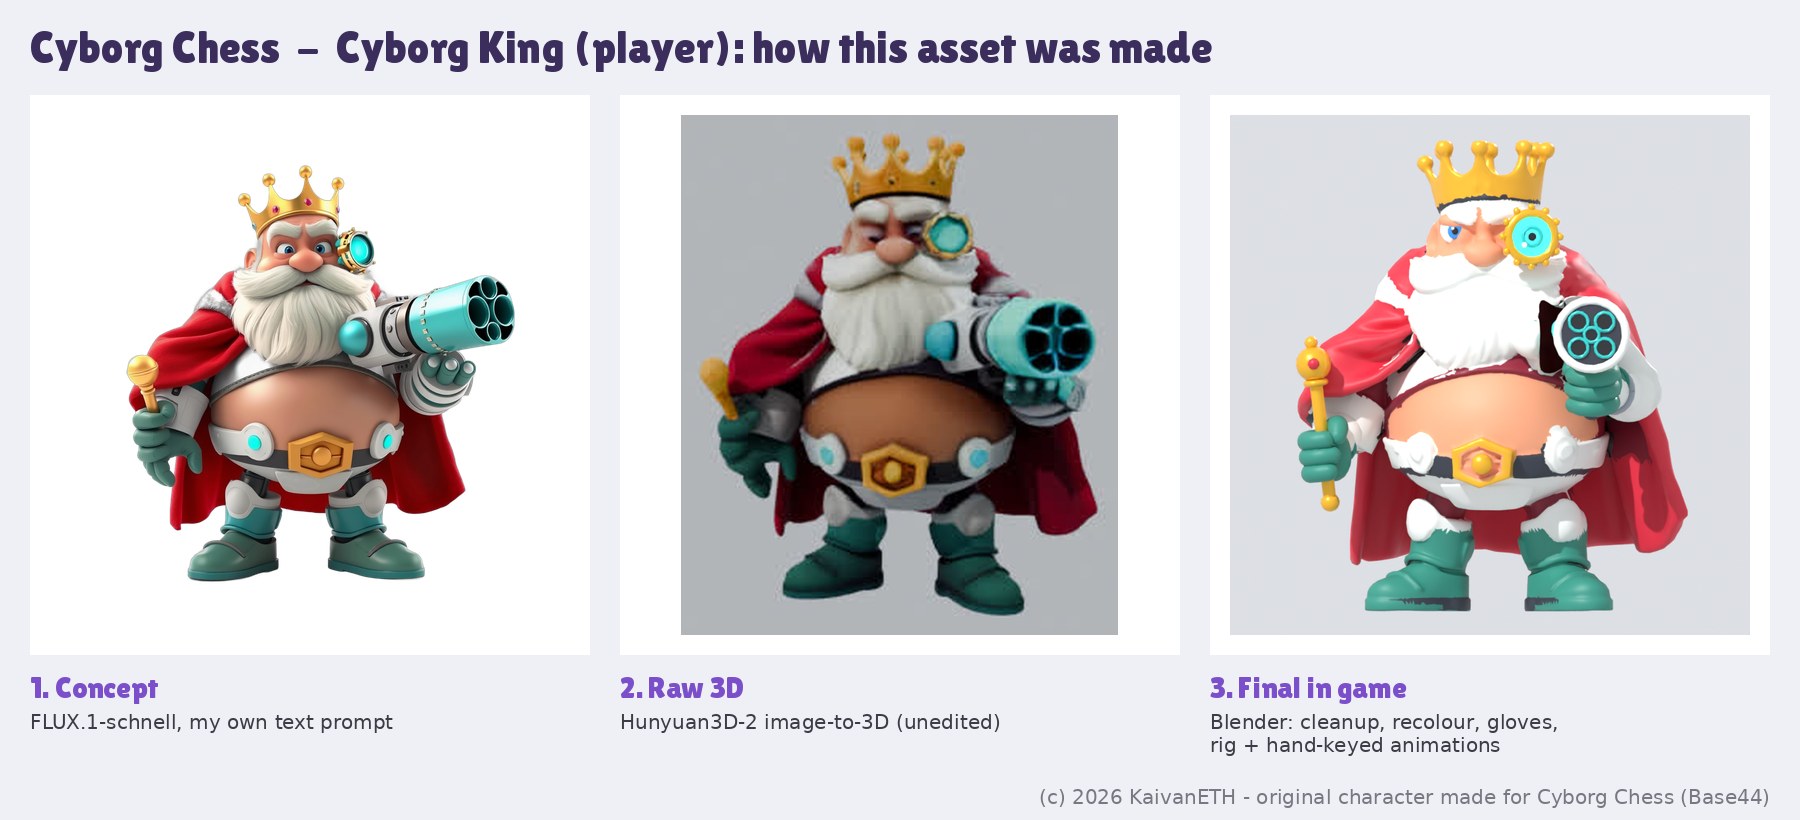 Cyborg Chess – Cyborg King (player): how this asset was made
1. Concept
FLUX.1-schnell, my own text prompt
2. Raw 3D
Hunyuan3D-2 image-to-3D (unedited)
3. Final in game
Blender: cleanup, recolour, gloves,
rig + hand-keyed animations
(c) 2026 KaivanETH - original character made for Cyborg Chess (Base44)